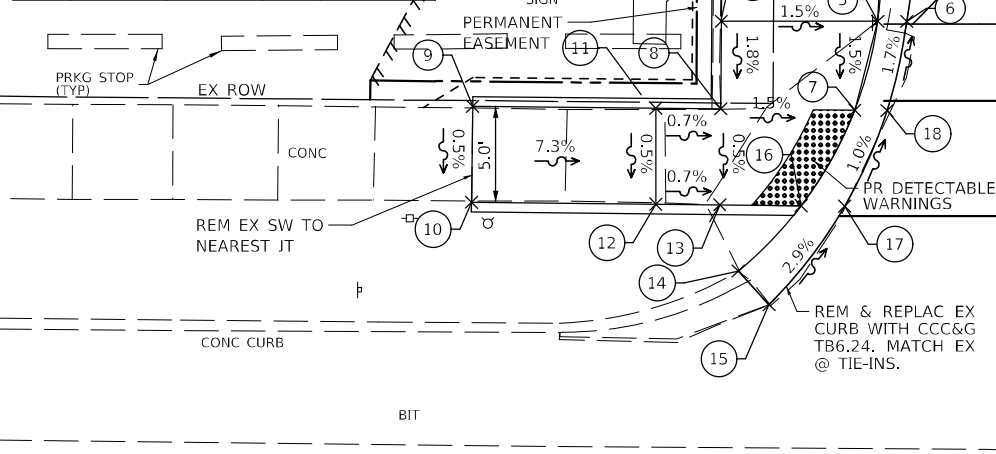 SIGN
PERMANENT
EASEMENT
PRKG STOP
(TYP)
EX ROW
CONC
REM EX SW TO
NEAREST JT
CONC CURB
BIT
5.0'
0.5%
7.3%
0.5%
0.7%
0.7%
0.5%
1.5%
1.8%
1.5%
1.5%
1.7%
1.0%
2.9%
5
6
7
8
9
10
11
12
13
14
15
16
17
18
PR DETECTABLE
WARNINGS
REM & REPLAC EX
CURB WITH CCC&G
TB6.24. MATCH EX
@ TIE-INS.